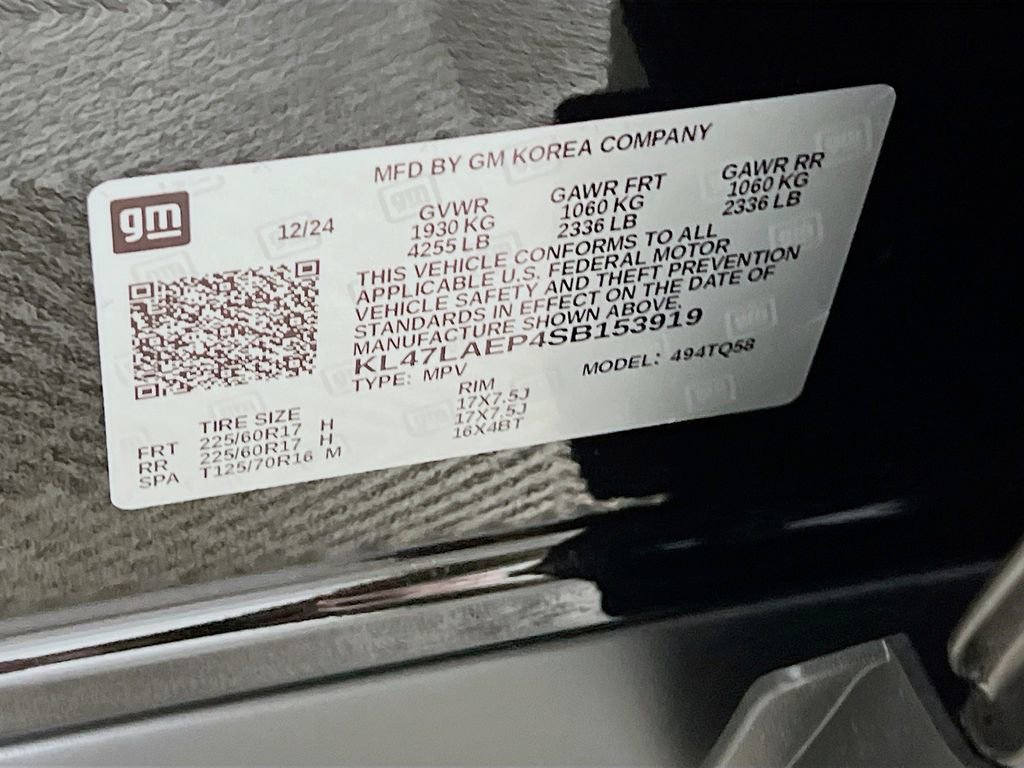 MFD BY GM KOREA COMPANY
gm
12/24
GVWR
1930 KG
4255 LB
GAWR FRT
1060 KG
2336 LB
GAWR RR
1060 KG
2336 LB
THIS VEHICLE CONFORMS TO ALL
APPLICABLE U.S. FEDERAL MOTOR
VEHICLE SAFETY AND THEFT PREVENTION
STANDARDS IN EFFECT ON THE DATE OF
MANUFACTURE SHOWN ABOVE.
KL47LAEP4SB153919
TYPE: MPV
MODEL: 494TQ58
TIRE SIZE
RIM
FRT 225/60R17 H 17X7.5J
RR 225/60R17 H 17X7.5J
SPA T125/70R16 M 16X4BT